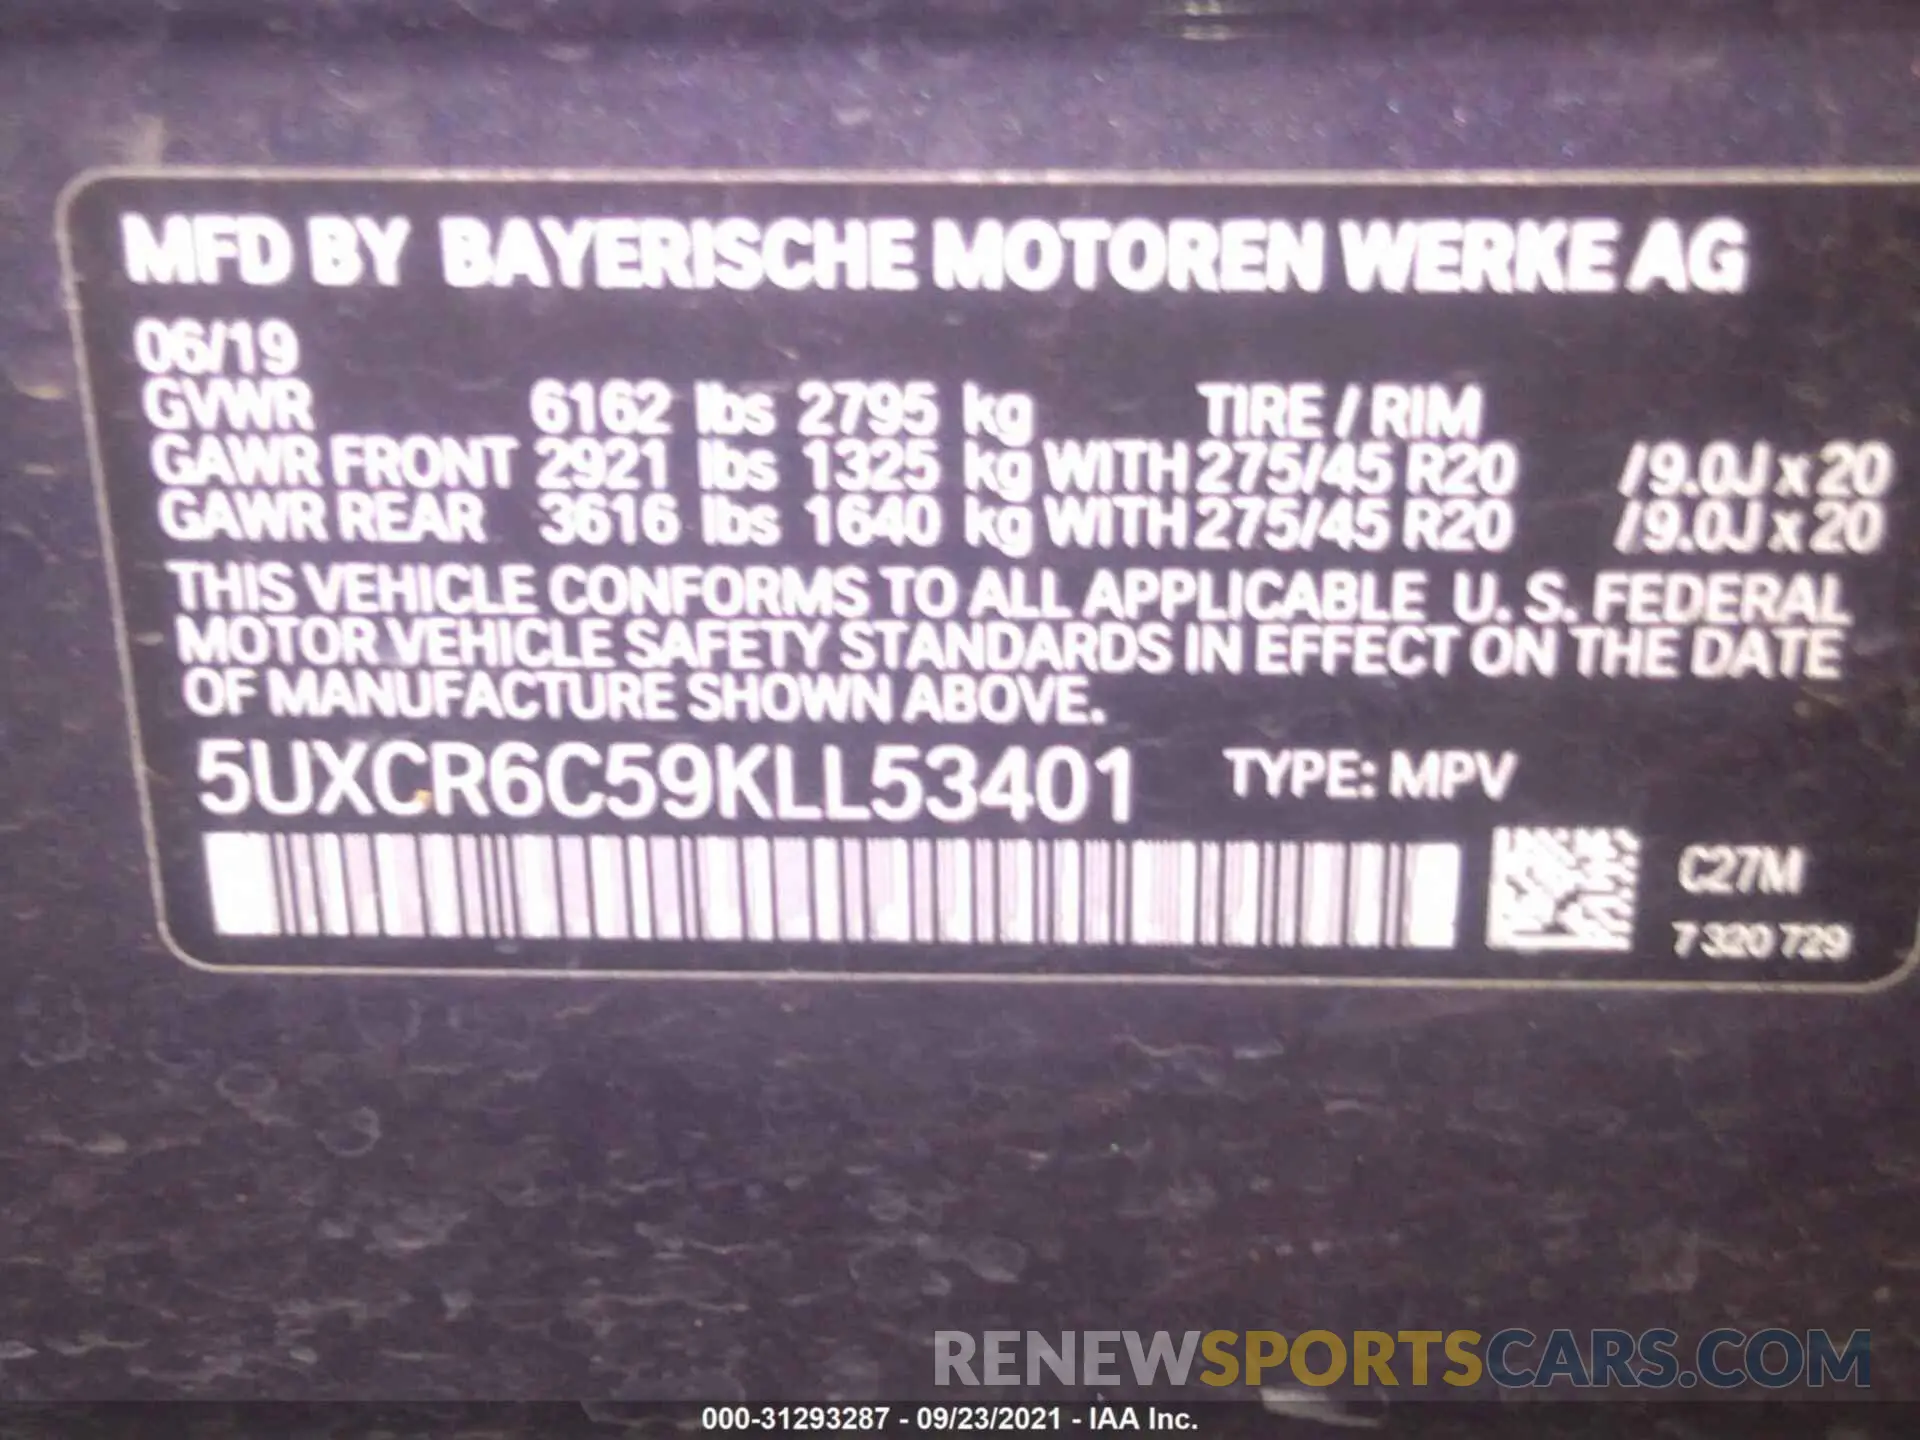 MFD BY BAYERISCHE MOTOREN WERKE AG
06/19
GVWR 6162 lbs 2795 kg TIRE / RIM
GAWR FRONT 2921 lbs 1325 kg WITH 275/45 R20 /9.0J x 20
GAWR REAR 3616 lbs 1640 kg WITH 275/45 R20 /9.0J x 20
THIS VEHICLE CONFORMS TO ALL APPLICABLE U. S. FEDERAL
MOTOR VEHICLE SAFETY STANDARDS IN EFFECT ON THE DATE
OF MANUFACTURE SHOWN ABOVE.
5UXCR6C59KLL53401 TYPE: MPV
C27M
7 320 729
RENEWSPORTSCARS.COM
000-31293287 - 09/23/2021 - IAA Inc.